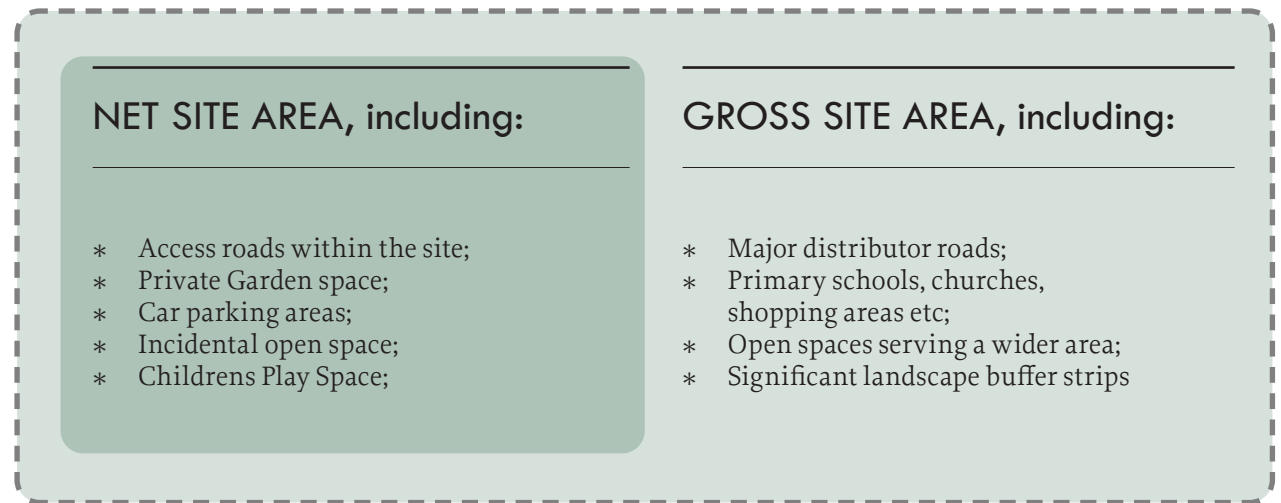 NET SITE AREA, including:
* Access roads within the site;
* Private Garden space;
* Car parking areas;
* Incidental open space;
* Childrens Play Space;
GROSS SITE AREA, including:
* Major distributor roads;
* Primary schools, churches,
shopping areas etc;
* Open spaces serving a wider area;
* Significant landscape buffer strips